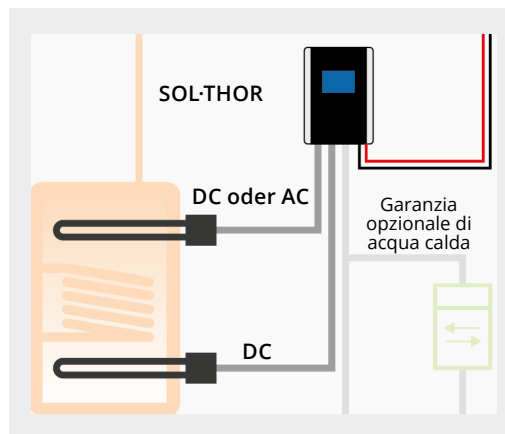 SOL·THOR
DC oder AC
Garanzia
opzionale di
acqua calda
DC